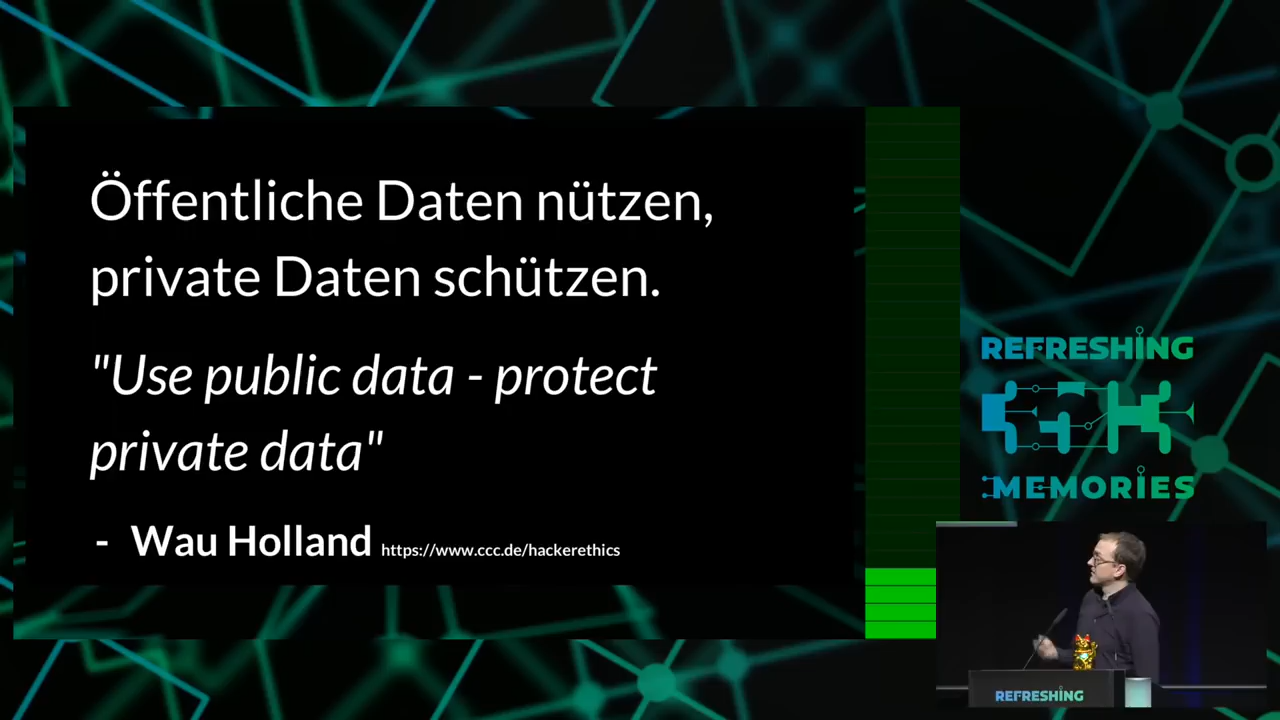 Öffentliche Daten nützen,
private Daten schützen.
"Use public data - protect
private data"
- Wau Holland https://www.ccc.de/hackerethics
REFRESHING
MEMORIES
REFRESHING